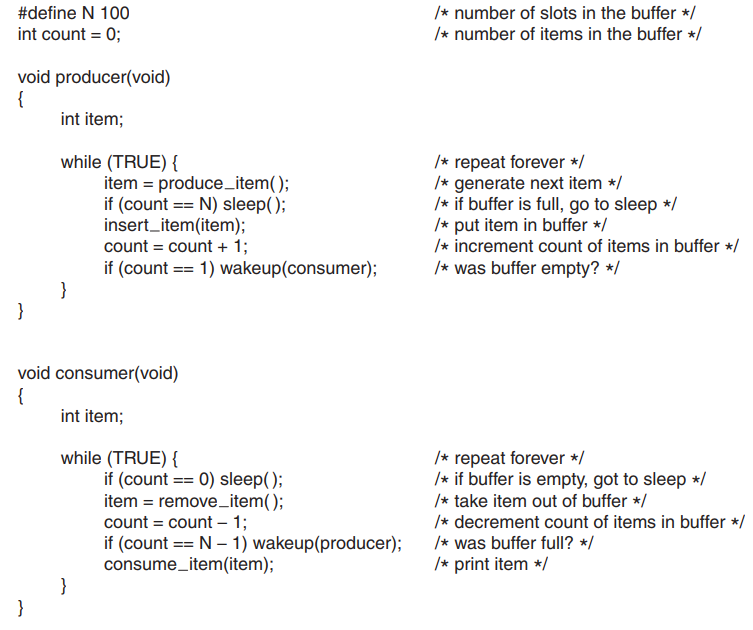 #define N 100 /* number of slots in the buffer */
int count = 0; /* number of items in the buffer */
void producer(void)
{
int item;
while (TRUE) { /* repeat forever */
item = produce_item( ); /* generate next item */
if (count == N) sleep( ); /* if buffer is full, go to sleep */
insert_item(item); /* put item in buffer */
count = count + 1; /* increment count of items in buffer */
if (count == 1) wakeup(consumer); /* was buffer empty? */
}
}
void consumer(void)
{
int item;
while (TRUE) { /* repeat forever */
if (count == 0) sleep( ); /* if buffer is empty, got to sleep */
item = remove_item( ); /* take item out of buffer */
count = count – 1; /* decrement count of items in buffer */
if (count == N – 1) wakeup(producer); /* was buffer full? */
consume_item(item); /* print item */
}
}